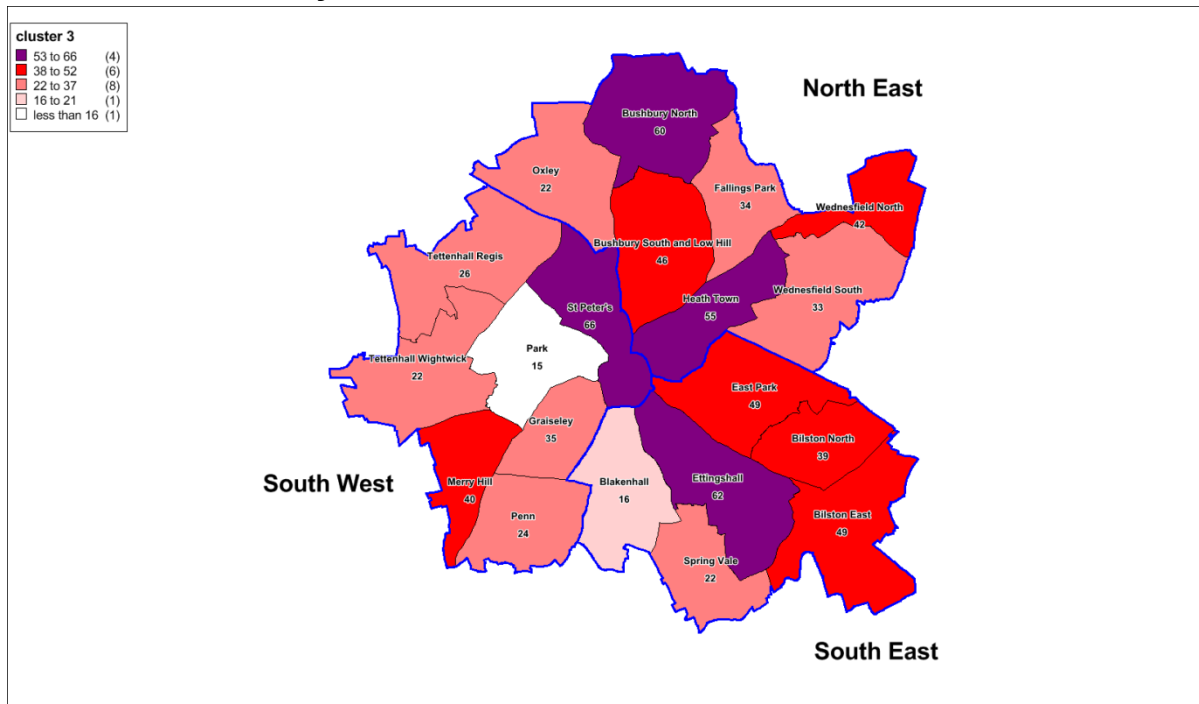 cluster 3
53 to 66 (4)
38 to 52 (6)
22 to 37 (8)
16 to 21 (1)
less than 16 (1)
North East
Bushbury North
60
Oxley
22
Fallings Park
34
Wednesfield North
42
Bushbury South and Low Hill
46
Tettenhall Regis
26
Wednesfield South
33
Heath Town
55
St Peter's
66
Park
15
Tettenhall Wightwick
22
East Park
49
Graiseley
35
Bilston North
39
South West
Merry Hill
40
Blakenhall
16
Ettingshall
62
Penn
24
Bilston East
49
Spring Vale
22
South East